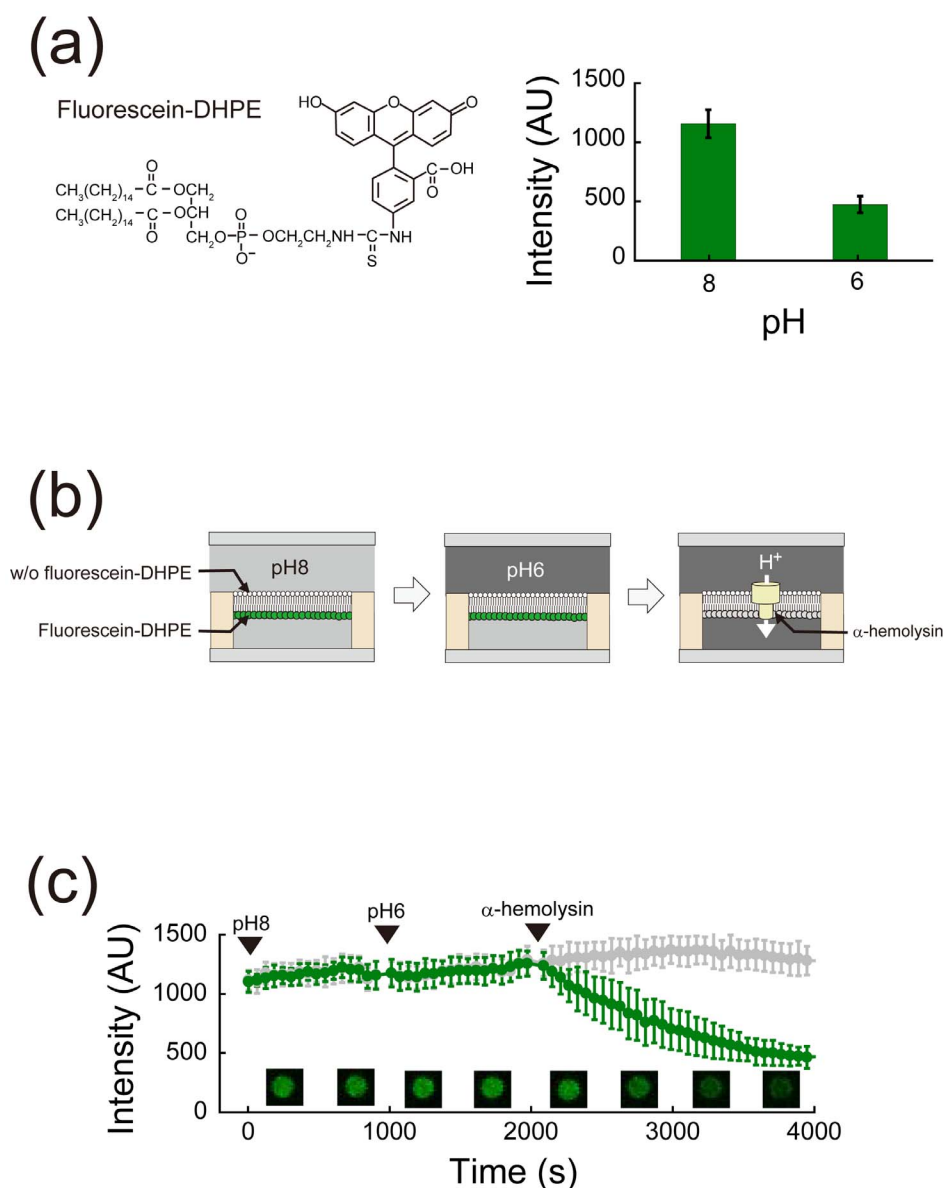 (a)
Fluorescein-DHPE
HO
O
O
C-OH
O
O
CH₃(CH₂)₁₄-C-OCH₂
CH₃(CH₂)₁₄-C-OCH
O
O
CH₂O-P-OCH₂CH₂NH-C-NH
O⁻
S
Intensity (AU)
1500
1000
500
0
8
6
pH
(b)
w/o fluorescein-DHPE
Fluorescein-DHPE
pH8
pH6
H⁺
α-hemolysin
(c)
pH8
pH6
α-hemolysin
Intensity (AU)
1500
1000
500
0
0
1000
2000
3000
4000
Time (s)